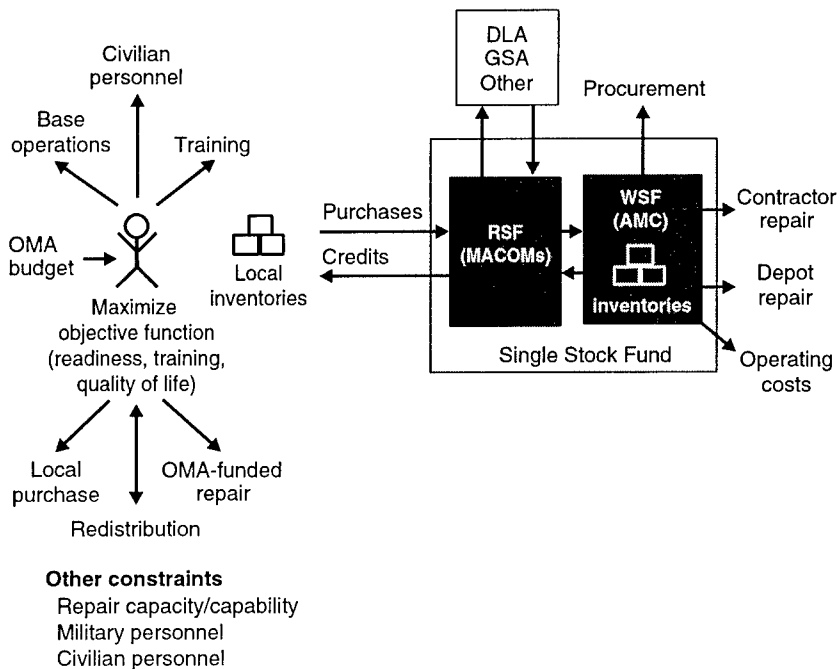 Civilian
personnel
Base
operations
Training
OMA
budget
Local
inventories
Maximize
objective function
(readiness, training,
quality of life)
Local
purchase
OMA-funded
repair
Redistribution
Other constraints
Repair capacity/capability
Military personnel
Civilian personnel
Purchases
Credits
DLA
GSA
Other
Procurement
RSF
(MACOMs)
WSF
(AMC)
inventories
Single Stock Fund
Contractor
repair
Depot
repair
Operating
costs